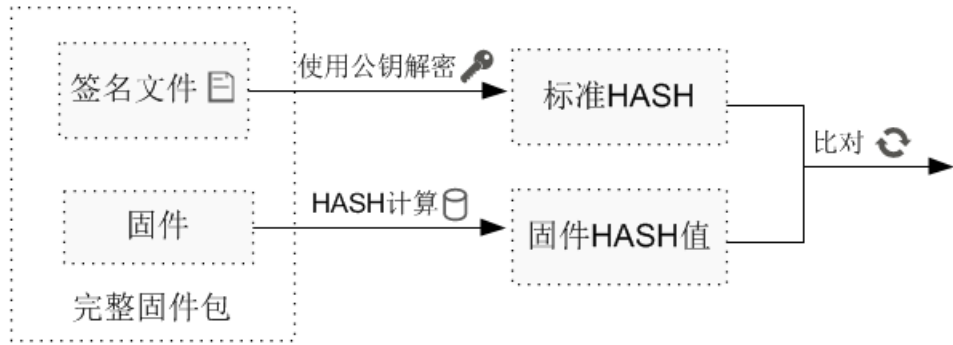 签名文件
使用公钥解密
标准HASH
比对
固件
HASH计算
固件HASH值
完整固件包